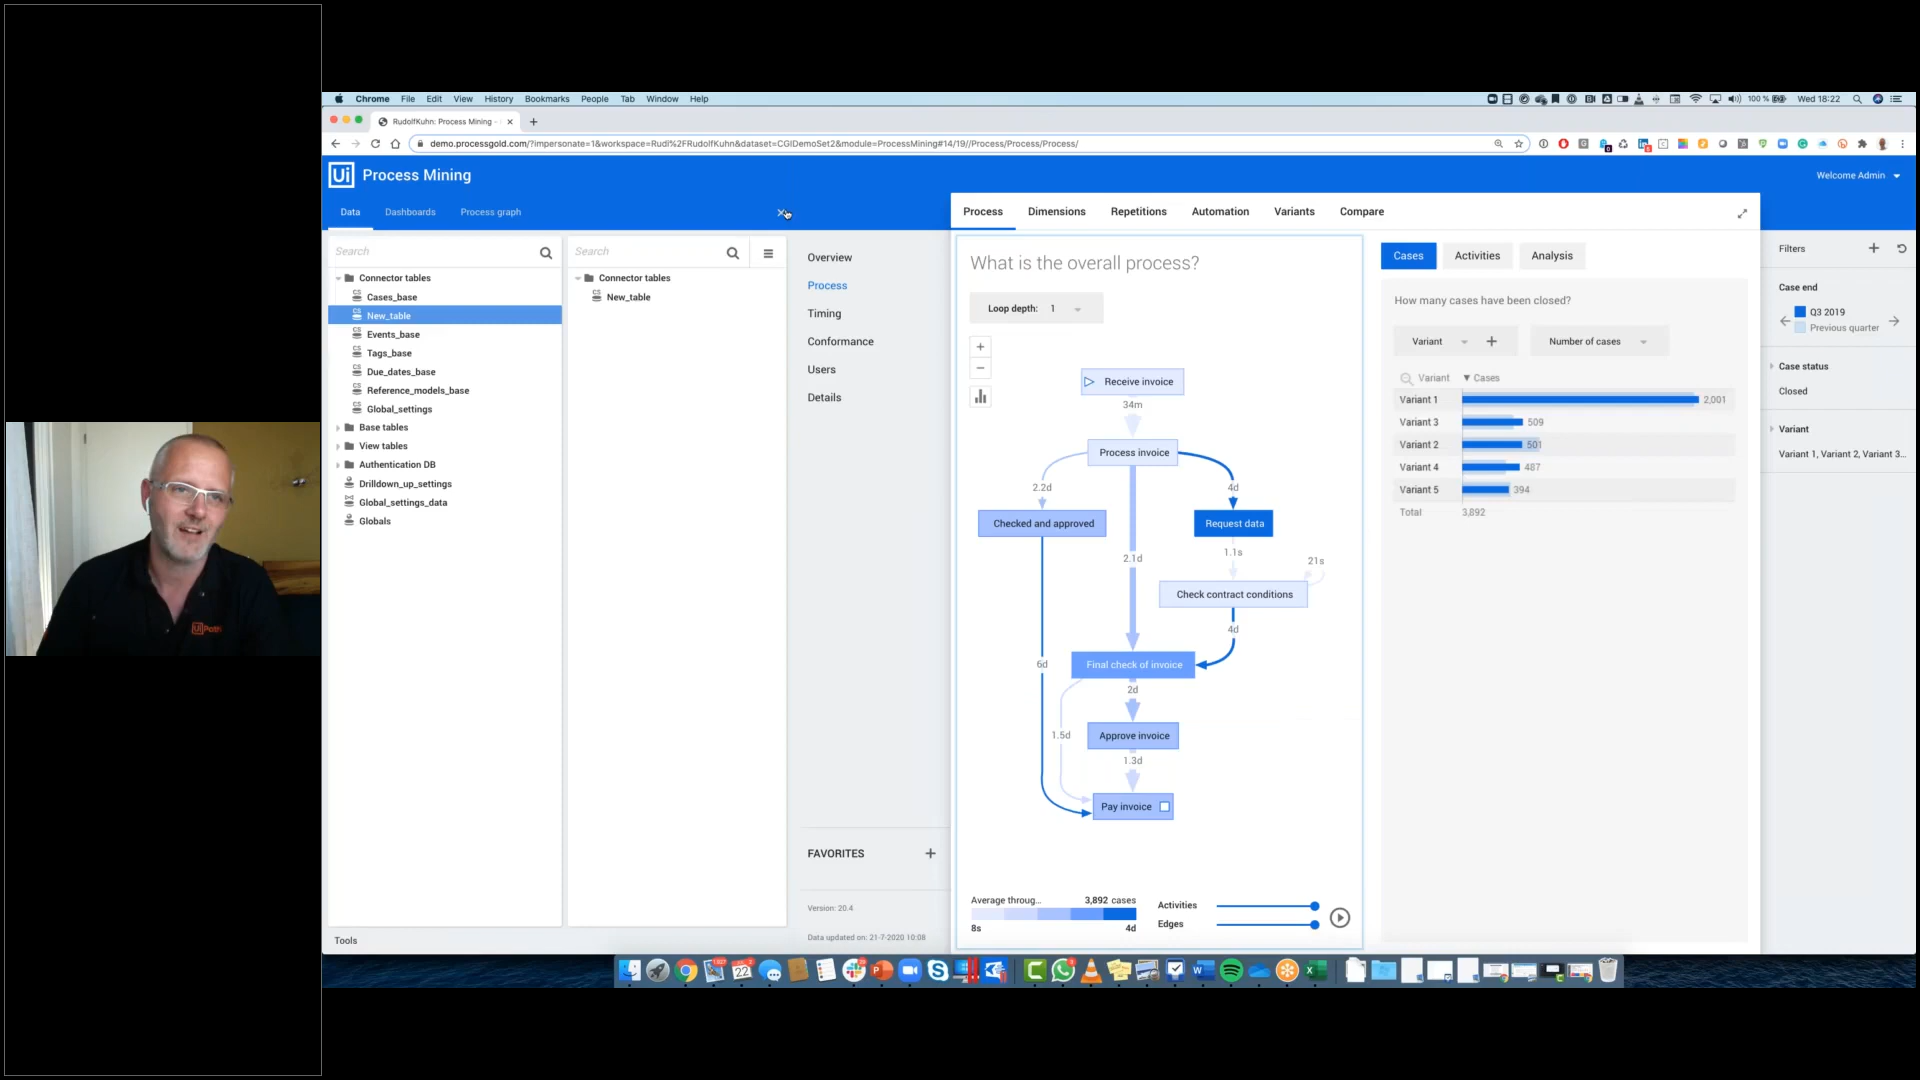 Chrome File Edit View History Bookmarks People Tab Window Help
100 % Wed 18:22
RudolfKuhn: Process Mining -
demo.processgold.com/?impersonate=1&workspace=Rudi%2FRudolfKuhn&dataset=CGIDemoSet2&module=ProcessMining#14/19//Process/Process/Process/
Ui Process Mining
Welcome Admin
Data Dashboards Process graph
Process Dimensions Repetitions Automation Variants Compare
Search
Connector tables
Cases_base
New_table
Events_base
Tags_base
Due_dates_base
Reference_models_base
Global_settings
Base tables
View tables
Authentication DB
Drilldown_up_settings
Global_settings_data
Globals
Tools
Search
Connector tables
New_table
Overview
Process
Timing
Conformance
Users
Details
FAVORITES
Version: 20.4
Data updated on: 21-7-2020 10:08
What is the overall process?
Loop depth: 1
Receive invoice
34m
Process invoice
2.2d
4d
Checked and approved
Request data
2.1d
1.1s
21s
Check contract conditions
4d
6d
Final check of invoice
2d
1.5d
Approve invoice
1.3d
Pay invoice
Average throug... 3,892 cases
8s 4d
Activities
Edges
Cases Activities Analysis
How many cases have been closed?
Variant Number of cases
Variant Cases
Variant 1 2,001
Variant 3 509
Variant 2 501
Variant 4 487
Variant 5 394
Total 3,892
Filters
Case end
Q3 2019
Previous quarter
Case status
Closed
Variant
Variant 1, Variant 2, Variant 3...
UiPath
22